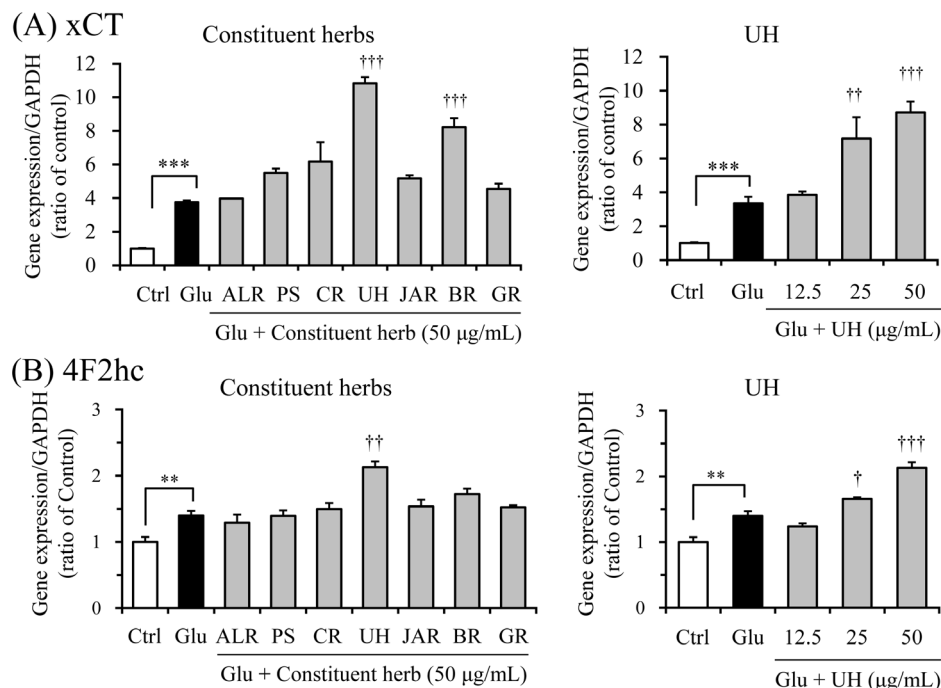 (A) xCT
Constituent herbs
Gene expression/GAPDH
(ratio of control)
12
10
8
6
4
2
0
***
†††
†††
Ctrl Glu ALR PS CR UH JAR BR GR
Glu + Constituent herb (50 μg/mL)
UH
Gene expression/GAPDH
(ratio of control)
12
10
8
6
4
2
0
***
††
†††
Ctrl Glu 12.5 25 50
Glu + UH (μg/mL)
(B) 4F2hc
Constituent herbs
Gene expression/GAPDH
(ratio of Control)
3
2
1
0
**
††
Ctrl Glu ALR PS CR UH JAR BR GR
Glu + Constituent herb (50 μg/mL)
UH
Gene expression/GAPDH
(ratio of Control)
3
2
1
0
**
†
†††
Ctrl Glu 12.5 25 50
Glu + UH (μg/mL)